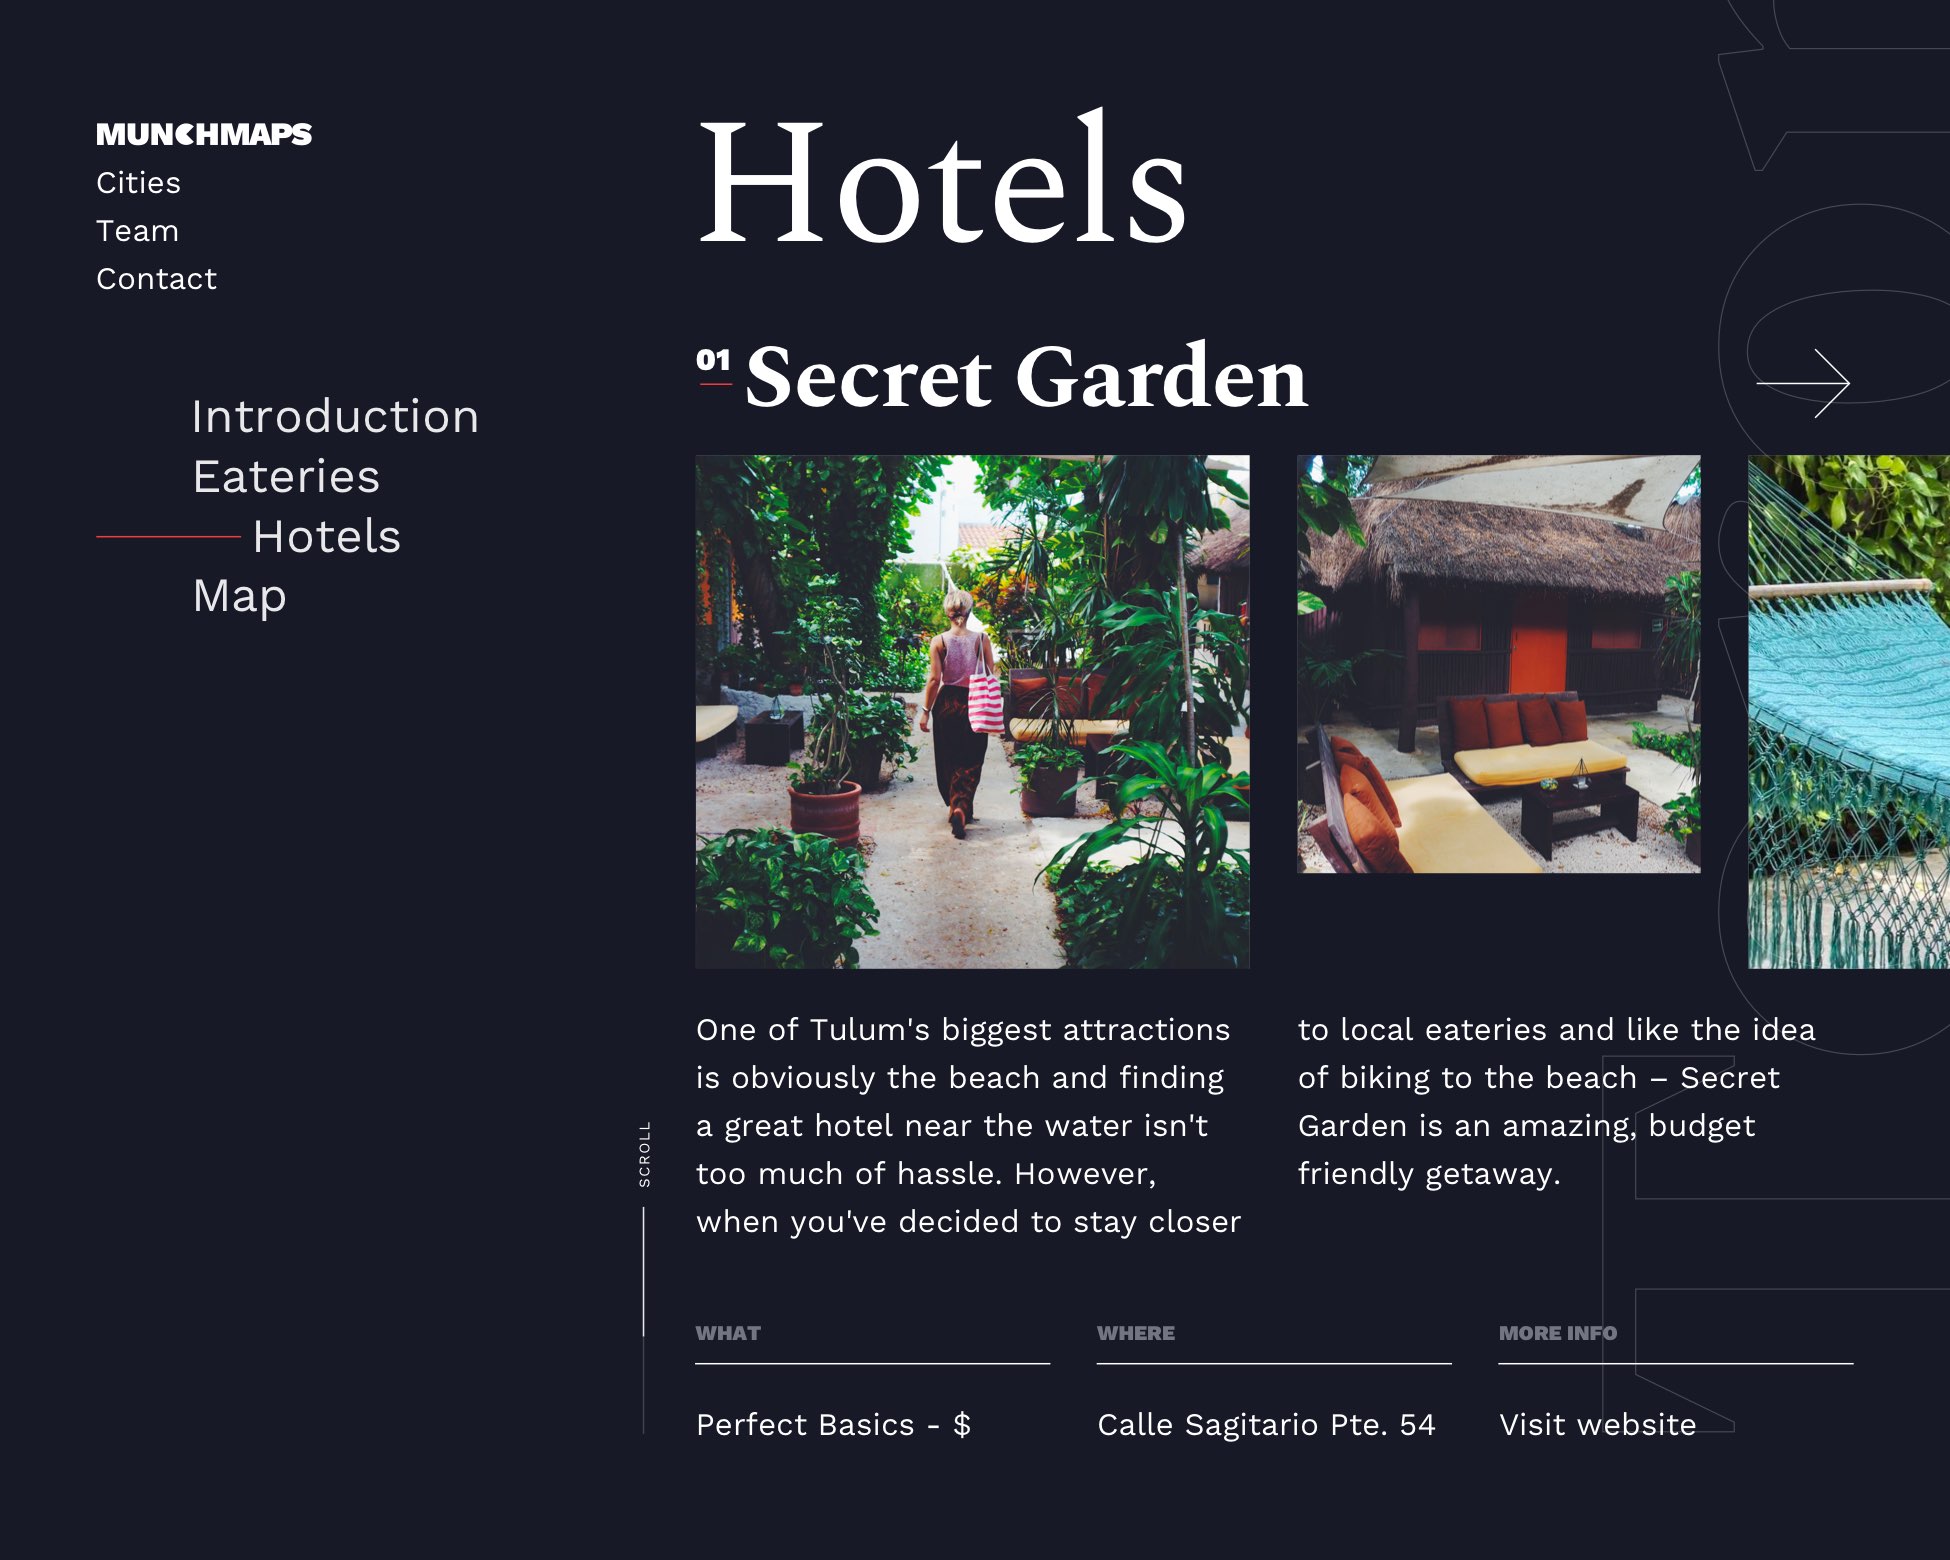 MUNCHMAPS
Cities
Team
Contact
Introduction
Eateries
Hotels
Map
Hotels
01 Secret Garden
One of Tulum's biggest attractions
is obviously the beach and finding
a great hotel near the water isn't
too much of hassle. However,
when you've decided to stay closer
to local eateries and like the idea
of biking to the beach – Secret
Garden is an amazing, budget
friendly getaway.
SCROLL
WHAT
Perfect Basics - $
WHERE
Calle Sagitario Pte. 54
MORE INFO
Visit website